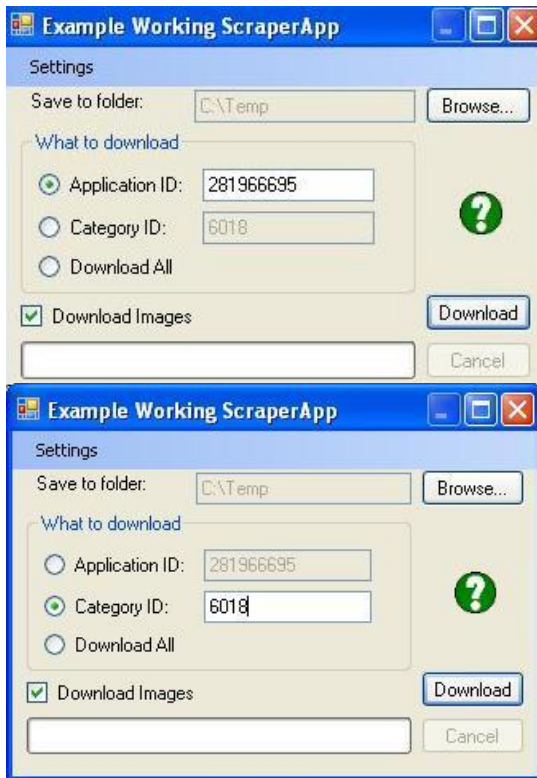 Example Working ScraperApp
Settings
Save to folder: C:\Temp Browse...
What to download
Application ID: 281966695
Category ID: 6018
Download All
Download Images Download
Cancel
Example Working ScraperApp
Settings
Save to folder: C:\Temp Browse...
What to download
Application ID: 281966695
Category ID: 6018
Download All
Download Images Download
Cancel